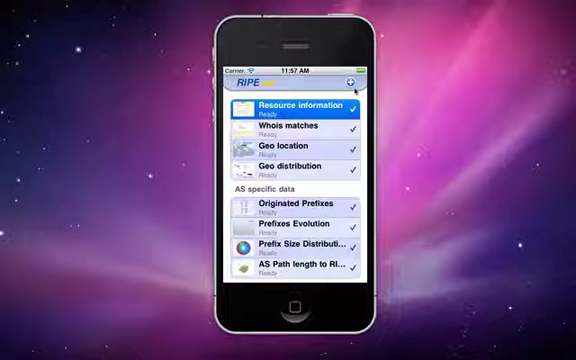 Carrier 11:57 AM
RIPE
Resource information
Ready
Whois matches
Ready
Geo location
Ready
Geo distribution
Ready
AS specific data
Originated Prefixes
Ready
Prefixes Evolution
Ready
Prefix Size Distributi...
Ready
AS Path length to RI...
Ready